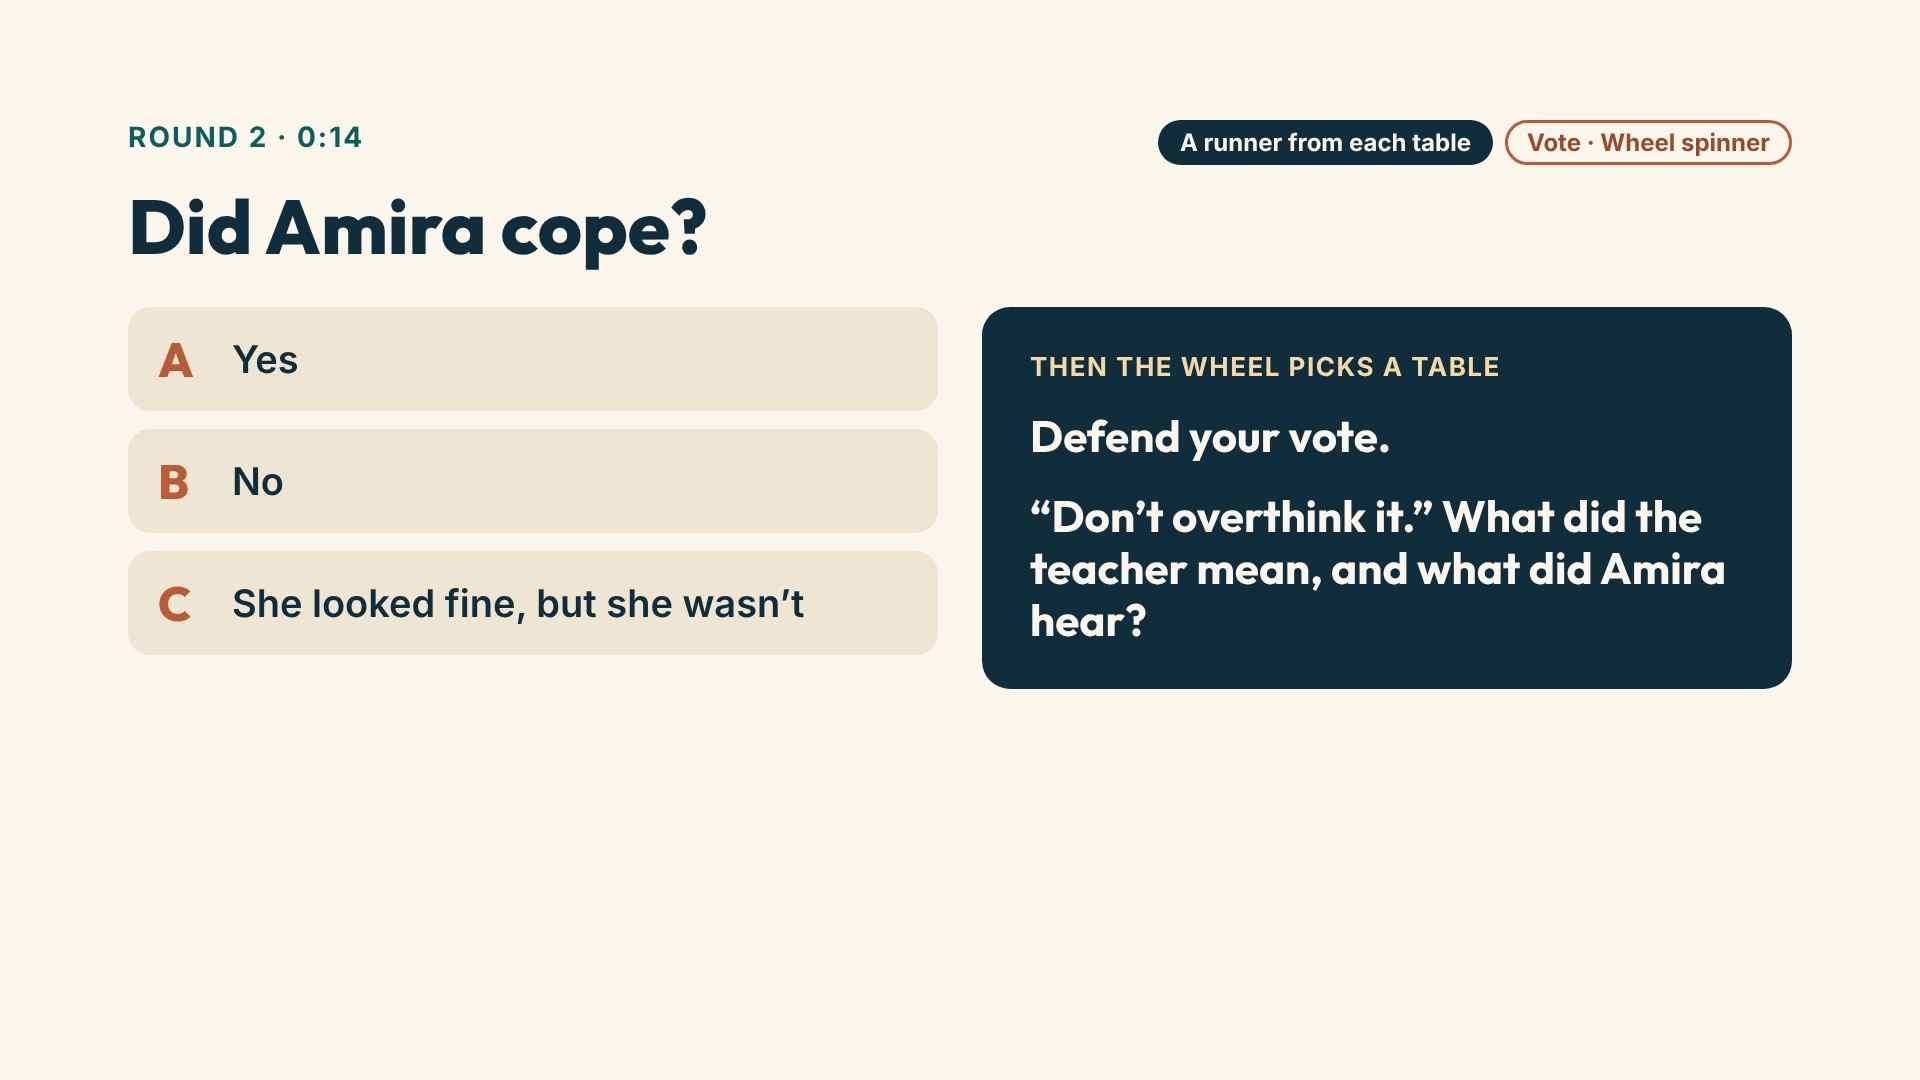 ROUND 2 · 0:14
A runner from each table
Vote · Wheel spinner
Did Amira cope?
A Yes
B No
C She looked fine, but she wasn’t
THEN THE WHEEL PICKS A TABLE
Defend your vote.
“Don’t overthink it.” What did the
teacher mean, and what did Amira
hear?